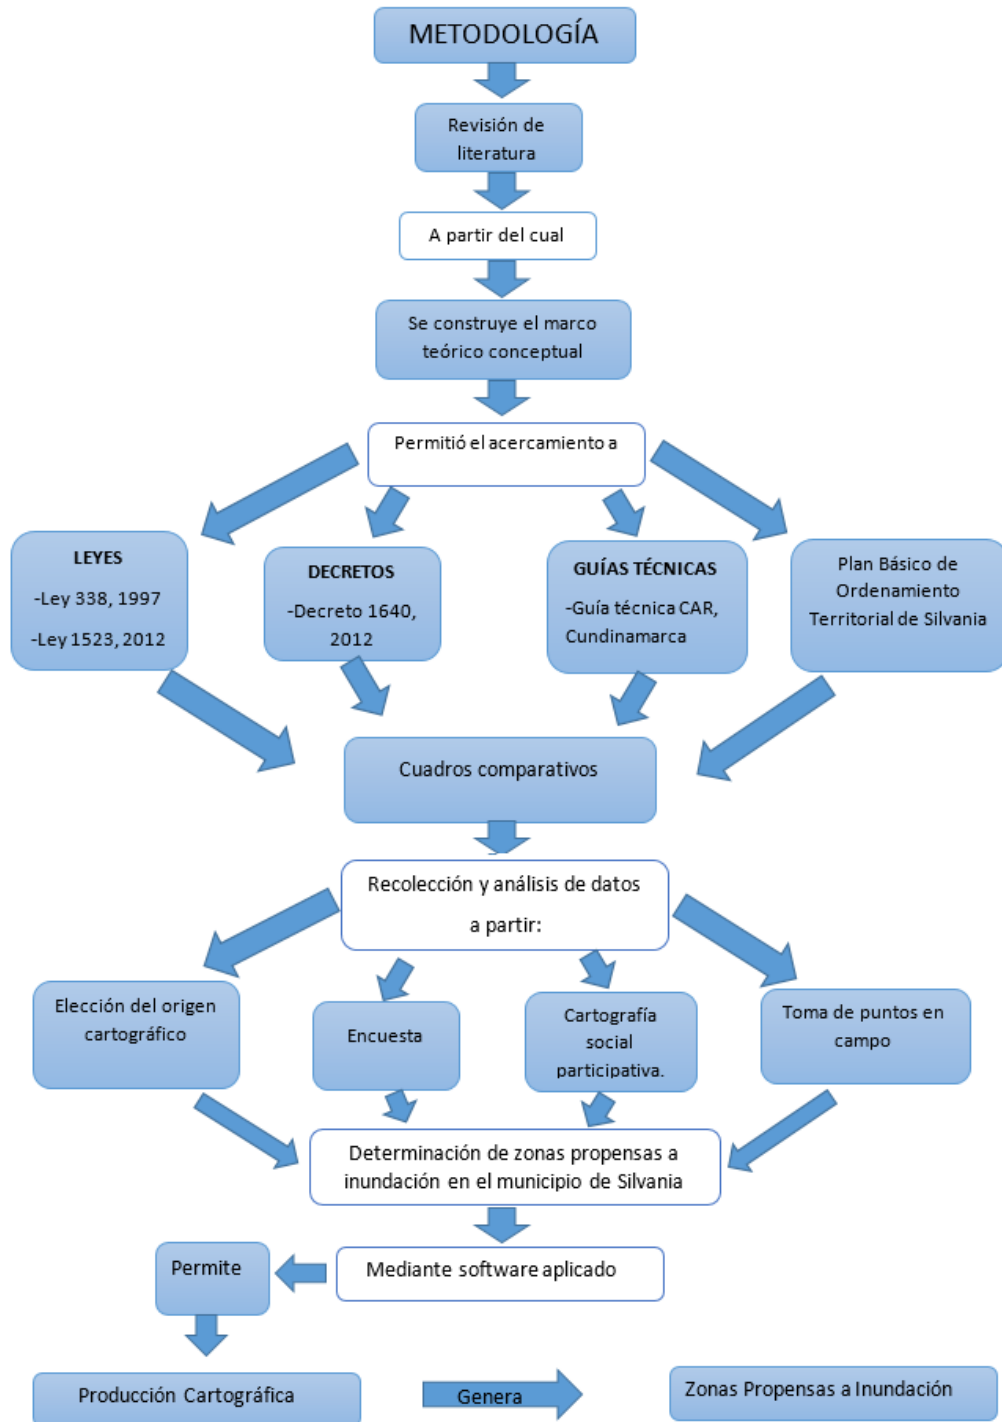 METODOLOGÍA
Revisión de
literatura
A partir del cual
Se construye el marco
teórico conceptual
Permitió el acercamiento a
LEYES
-Ley 338, 1997
-Ley 1523, 2012
DECRETOS
-Decreto 1640,
2012
GUÍAS TÉCNICAS
-Guía técnica CAR,
Cundinamarca
Plan Básico de
Ordenamiento
Territorial de Silvania
Cuadros comparativos
Recolección y análisis de datos
a partir:
Elección del origen
cartográfico
Encuesta
Cartografía
social
participativa.
Toma de puntos en
campo
Determinación de zonas propensas a
inundación en el municipio de Silvania
Mediante software aplicado
Permite
Producción Cartográfica
Genera
Zonas Propensas a Inundación